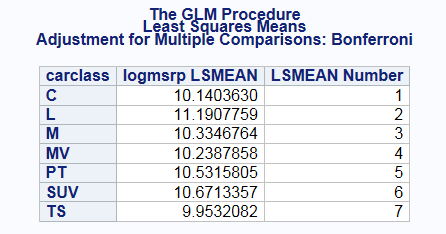 The GLM Procedure
Least Squares Means
Adjustment for Multiple Comparisons: Bonferroni
carclass logmsrp LSMEAN LSMEAN Number
C 10.1403630 1
L 11.1907759 2
M 10.3346764 3
MV 10.2387858 4
PT 10.5315805 5
SUV 10.6713357 6
TS 9.9532082 7